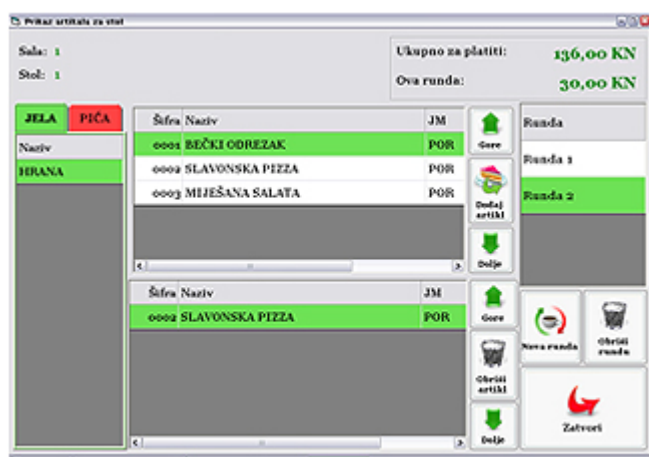 Prikaz artikala za stol
Sala: 1
Stol: 1
Ukupno za platiti: 136,00 KN
Ova runda: 30,00 KN
JELA PIĆA
Naziv
HRANA
Šifra Naziv JM
0001 BEČKI ODREZAK POR
0002 SLAVONSKA PIZZA POR
0003 MIJEŠANA SALATA POR
Gore
Dodaj
artikl
Dolje
Runda
Runda 1
Runda 2
Šifra Naziv JM
0002 SLAVONSKA PIZZA POR
Gore
Obriši
artikl
Dolje
Nova runda
Obriši
rundu
Zatvori